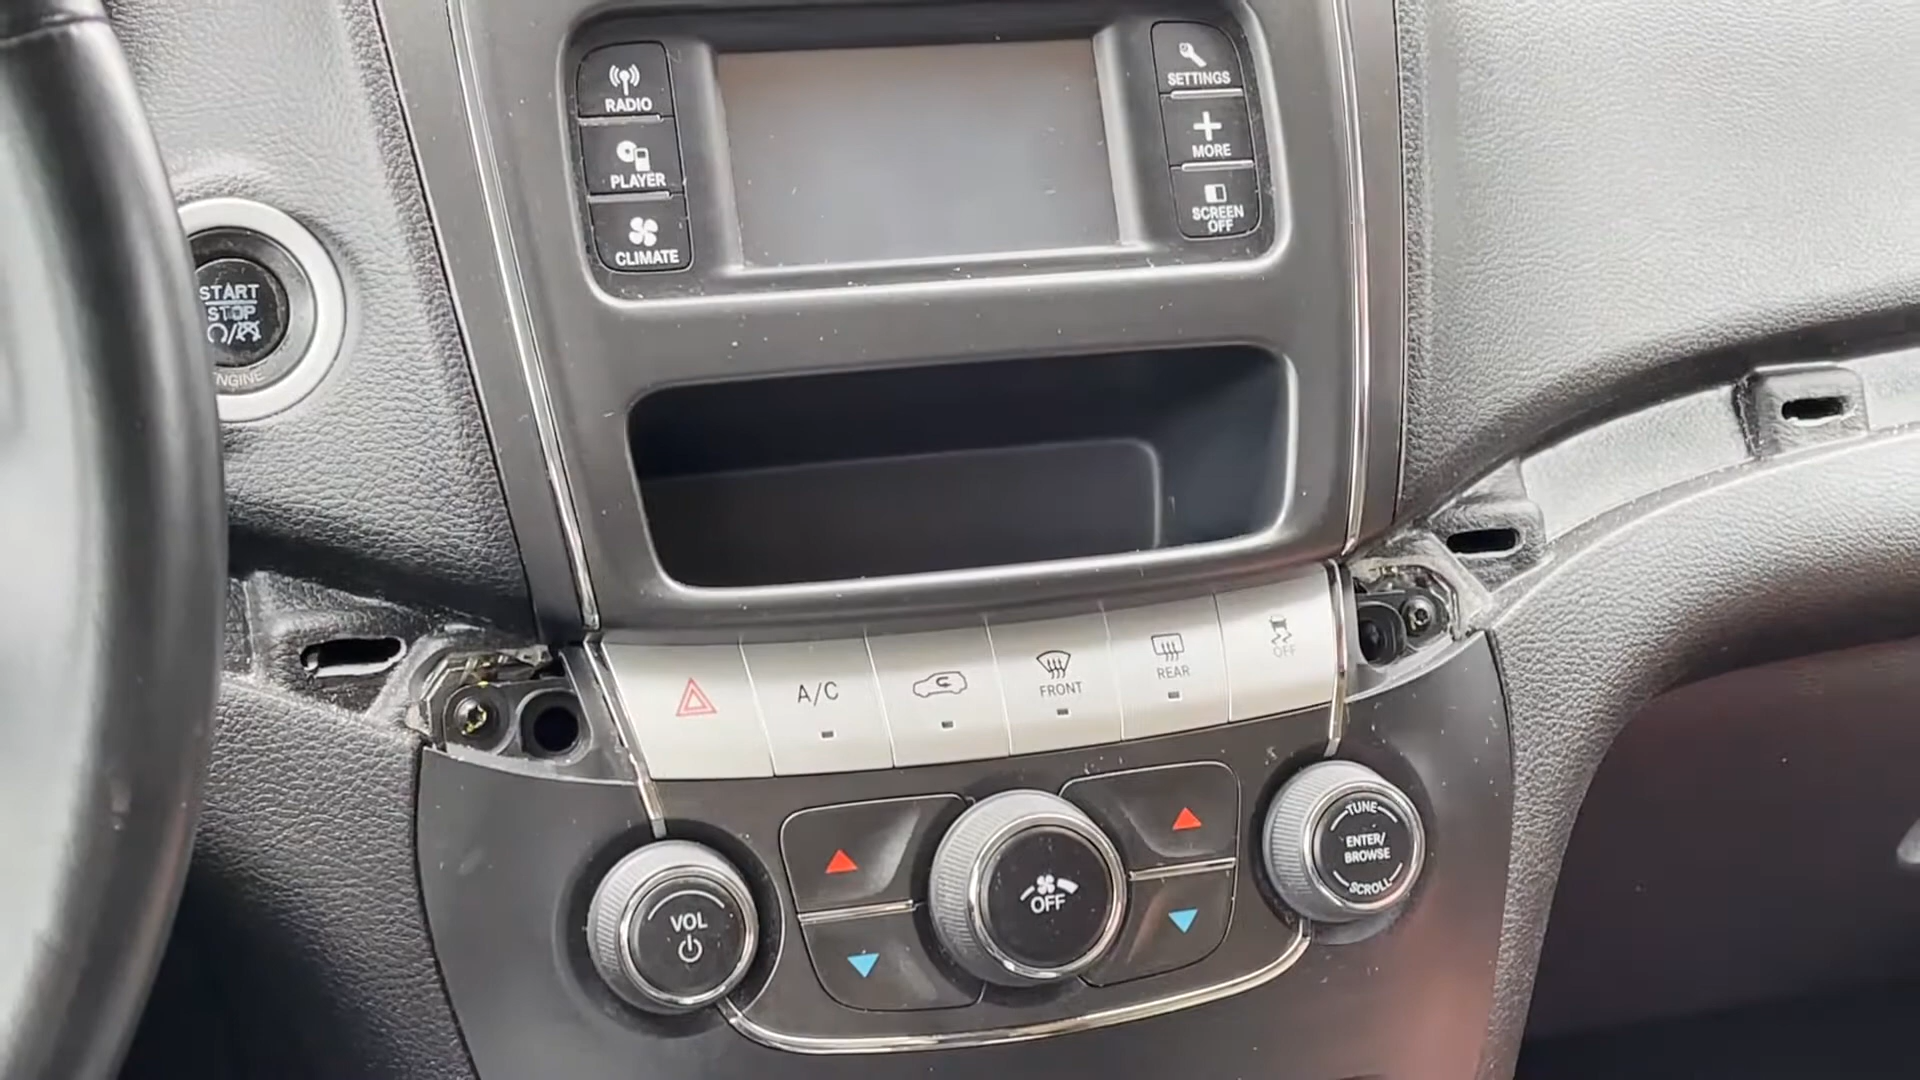 RADIO
PLAYER
CLIMATE
SETTINGS
MORE
SCREEN
OFF
START
STOP
ENGINE
A/C
FRONT
REAR
OFF
VOL
OFF
TUNE
ENTER/
BROWSE
SCROLL